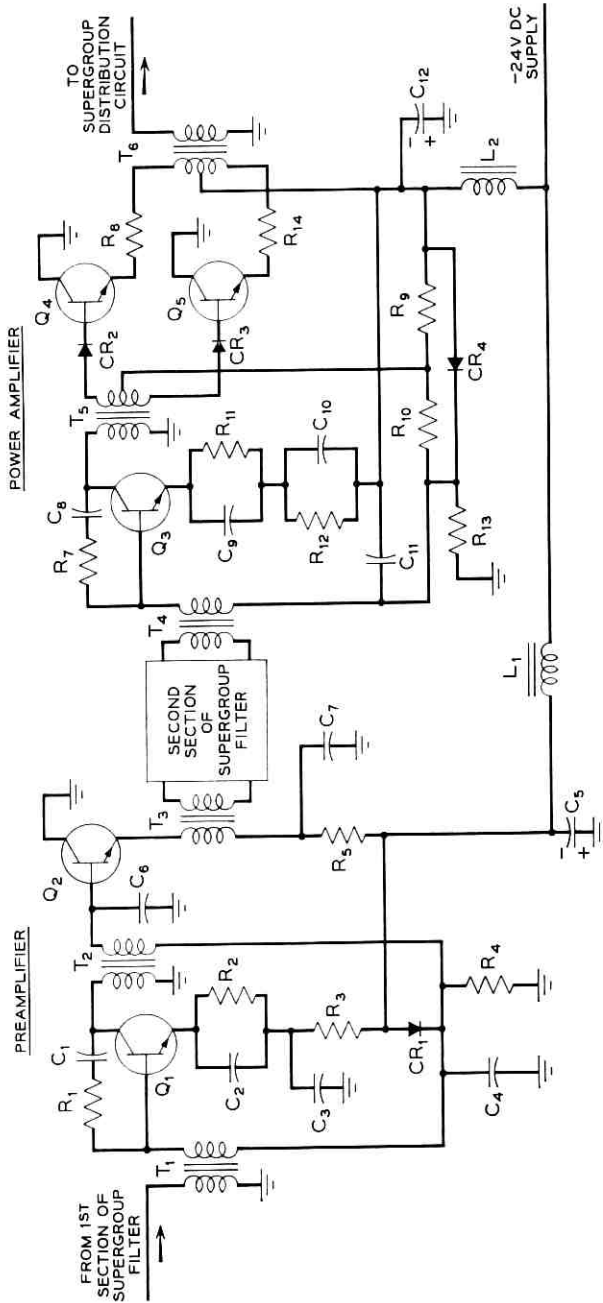 PREAMPLIFIER
POWER AMPLIFIER
FROM 1ST
SECTION OF
SUPERGROUP
FILTER
T1
R1
C1
Q1
T2
C2
R2
C3
R3
CR1
C4
R4
Q2
C6
T3
R5
C7
C5
L1
SECOND
SECTION
OF
SUPERGROUP
FILTER
T4
R7
C8
Q3
T5
C9
R11
R12
C10
C11
R10
R9
R13
CR4
CR2
CR3
Q4
Q5
R8
R14
T6
TO
SUPERGROUP
DISTRIBUTION
CIRCUIT
C12
L2
-24V DC
SUPPLY
-
+
-
+